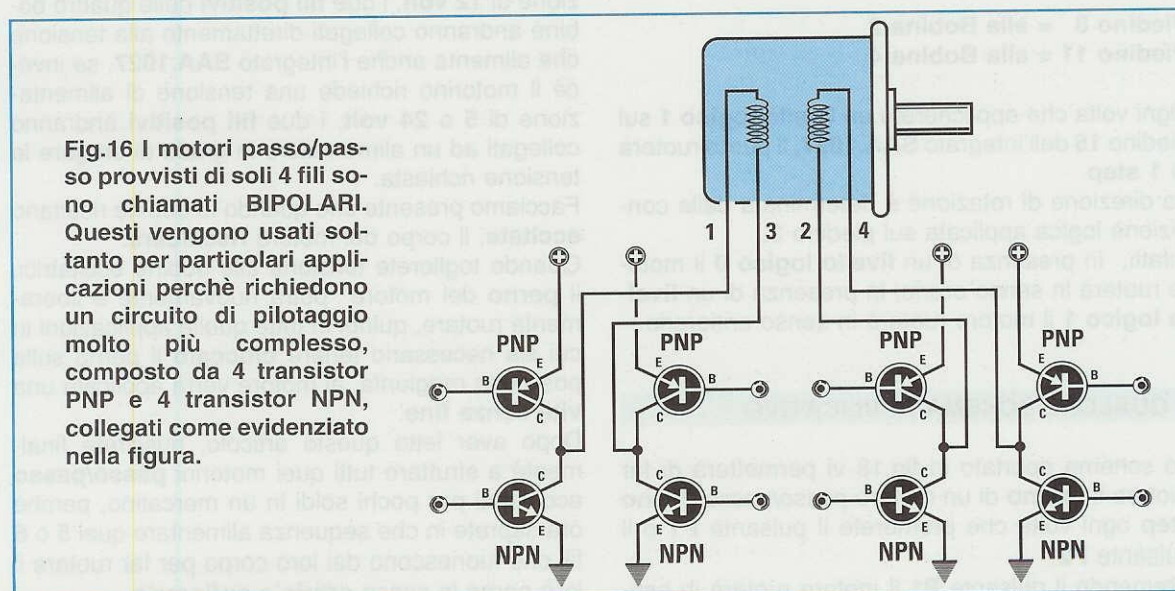 Fig.16 I motori passo/pas-
so provvisti di soli 4 fili so-
no chiamati BIPOLARI.
Questi vengono usati sol-
tanto per particolari appli-
cazioni perchè richiedono
un circuito di pilotaggio
molto più complesso,
composto da 4 transistor
PNP e 4 transistor NPN,
collegati come evidenziato
nella figura.
1 3 2 4
PNP PNP PNP PNP
E E E E
B B B B
C C C C
C C C C
B B B B
E E E E
NPN NPN NPN NPN